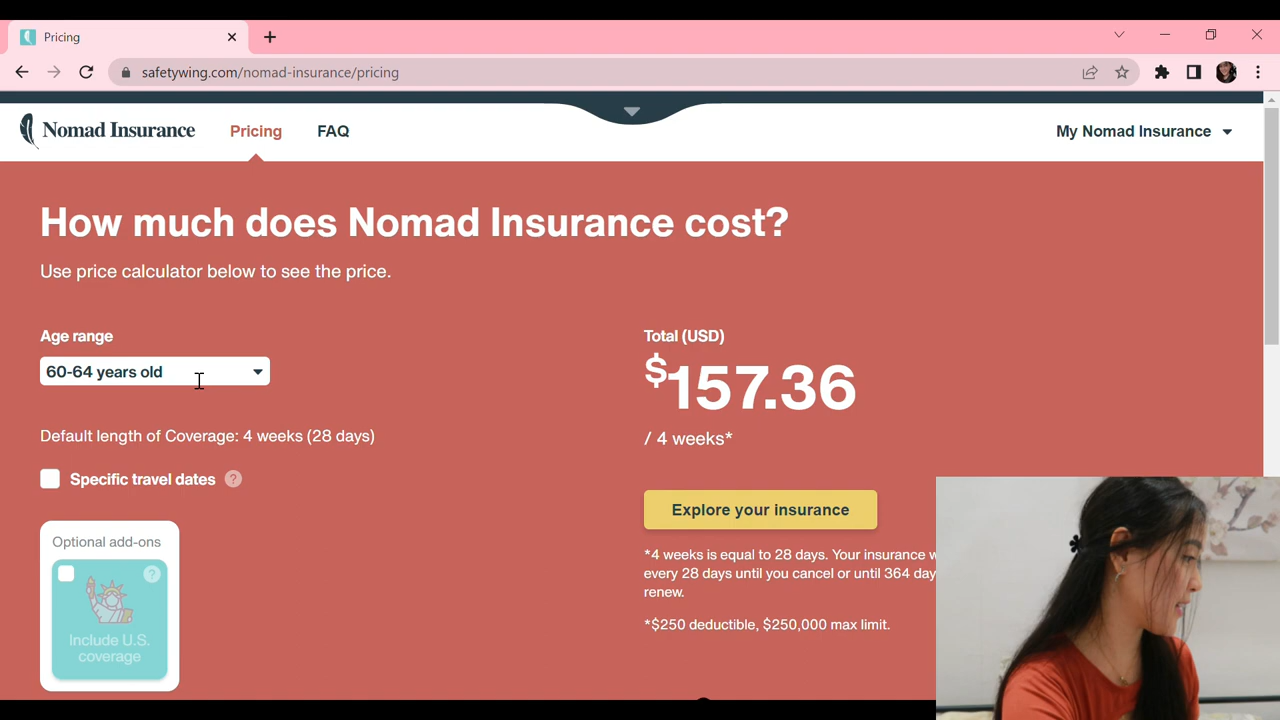 Pricing
safetywing.com/nomad-insurance/pricing
Nomad Insurance
Pricing
FAQ
My Nomad Insurance
How much does Nomad Insurance cost?
Use price calculator below to see the price.
Age range
60-64 years old
Default length of Coverage: 4 weeks (28 days)
Specific travel dates ?
Optional add-ons
?
Include U.S.
coverage
Total (USD)
$157.36
/ 4 weeks*
Explore your insurance
*4 weeks is equal to 28 days. Your insurance
every 28 days until you cancel or until 364
renew.
*$250 deductible, $250,000 max limit.